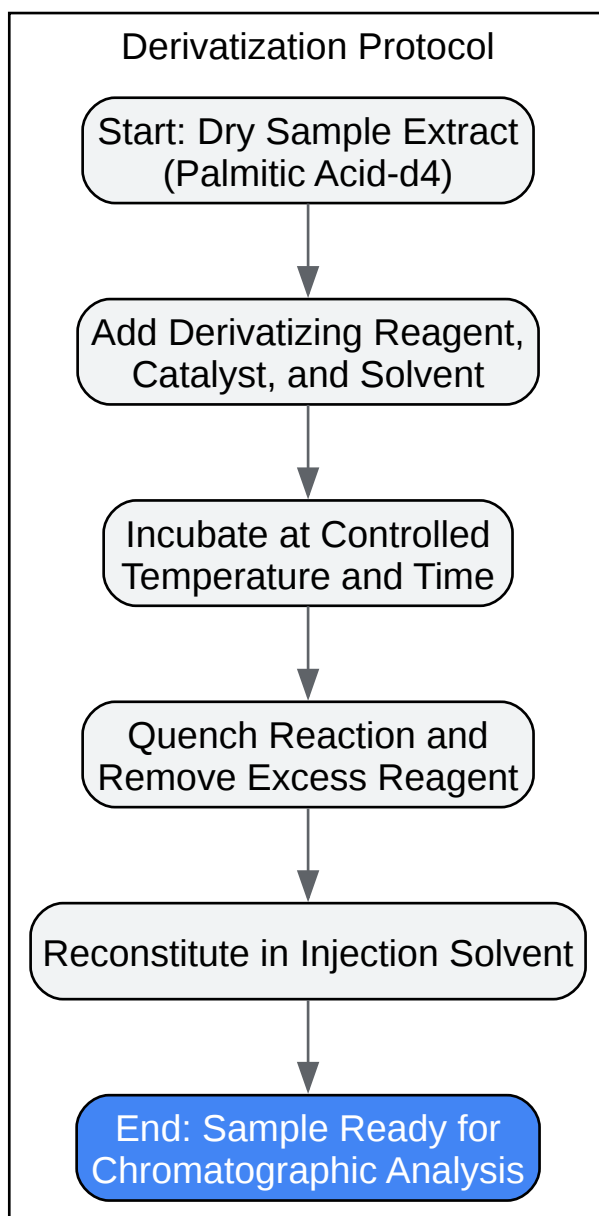 Derivatization Protocol
Start: Dry Sample Extract
(Palmitic Acid-d4)
Add Derivatizing Reagent,
Catalyst, and Solvent
Incubate at Controlled
Temperature and Time
Quench Reaction and
Remove Excess Reagent
Reconstitute in Injection Solvent
End: Sample Ready for
Chromatographic Analysis